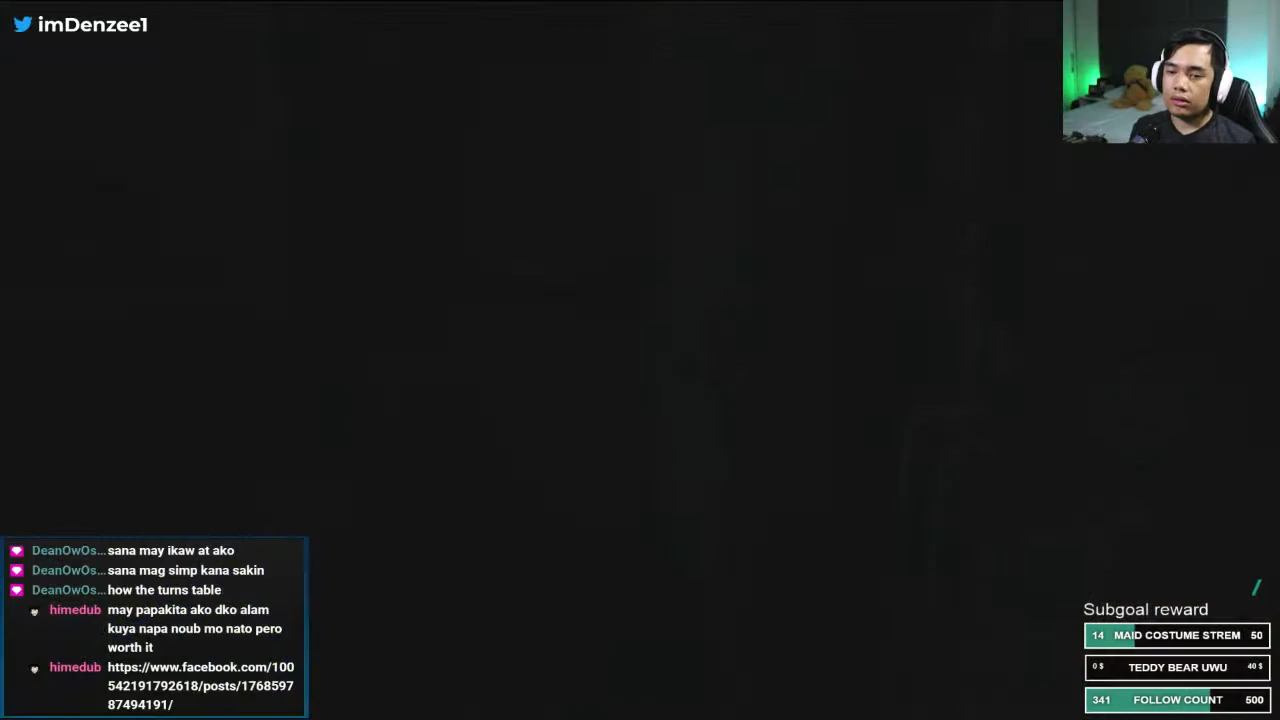 imDenzee1
DeanOwOs... sana may ikaw at ako
DeanOwOs... sana mag simp kana sakin
DeanOwOs... how the turns table
himedub may papakita ako dko alam
kuya napa noub mo nato pero
worth it
himedub https://www.facebook.com/100
542191792618/posts/1768597
87494191/
Subgoal reward
14 MAID COSTUME STREM 50
0 $ TEDDY BEAR UWU 40 $
341 FOLLOW COUNT 500